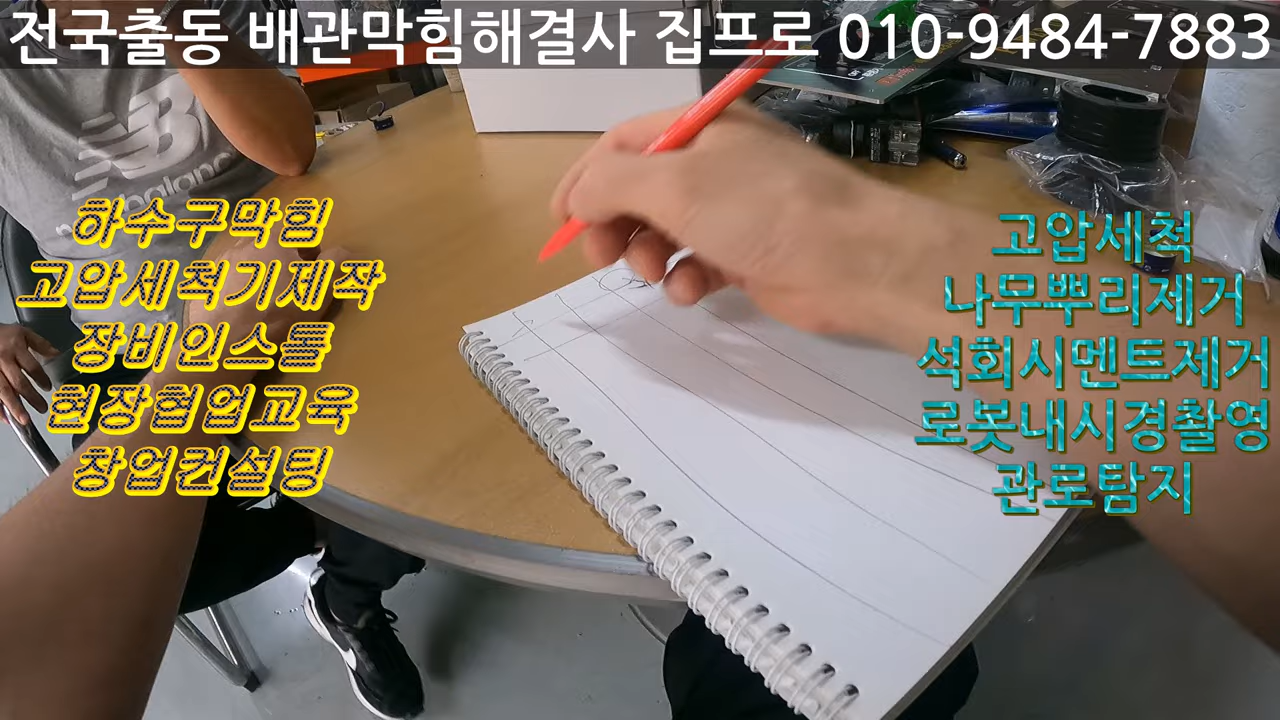 전국출동 배관막힘해결사 집프로 010-9484-7883
하수구막힘
고압세척기제작
장비인스톨
현장협업교육
창업컨설팅
고압세척
나무뿌리제거
석회시멘트제거
로봇내시경촬영
관로탐지
balance